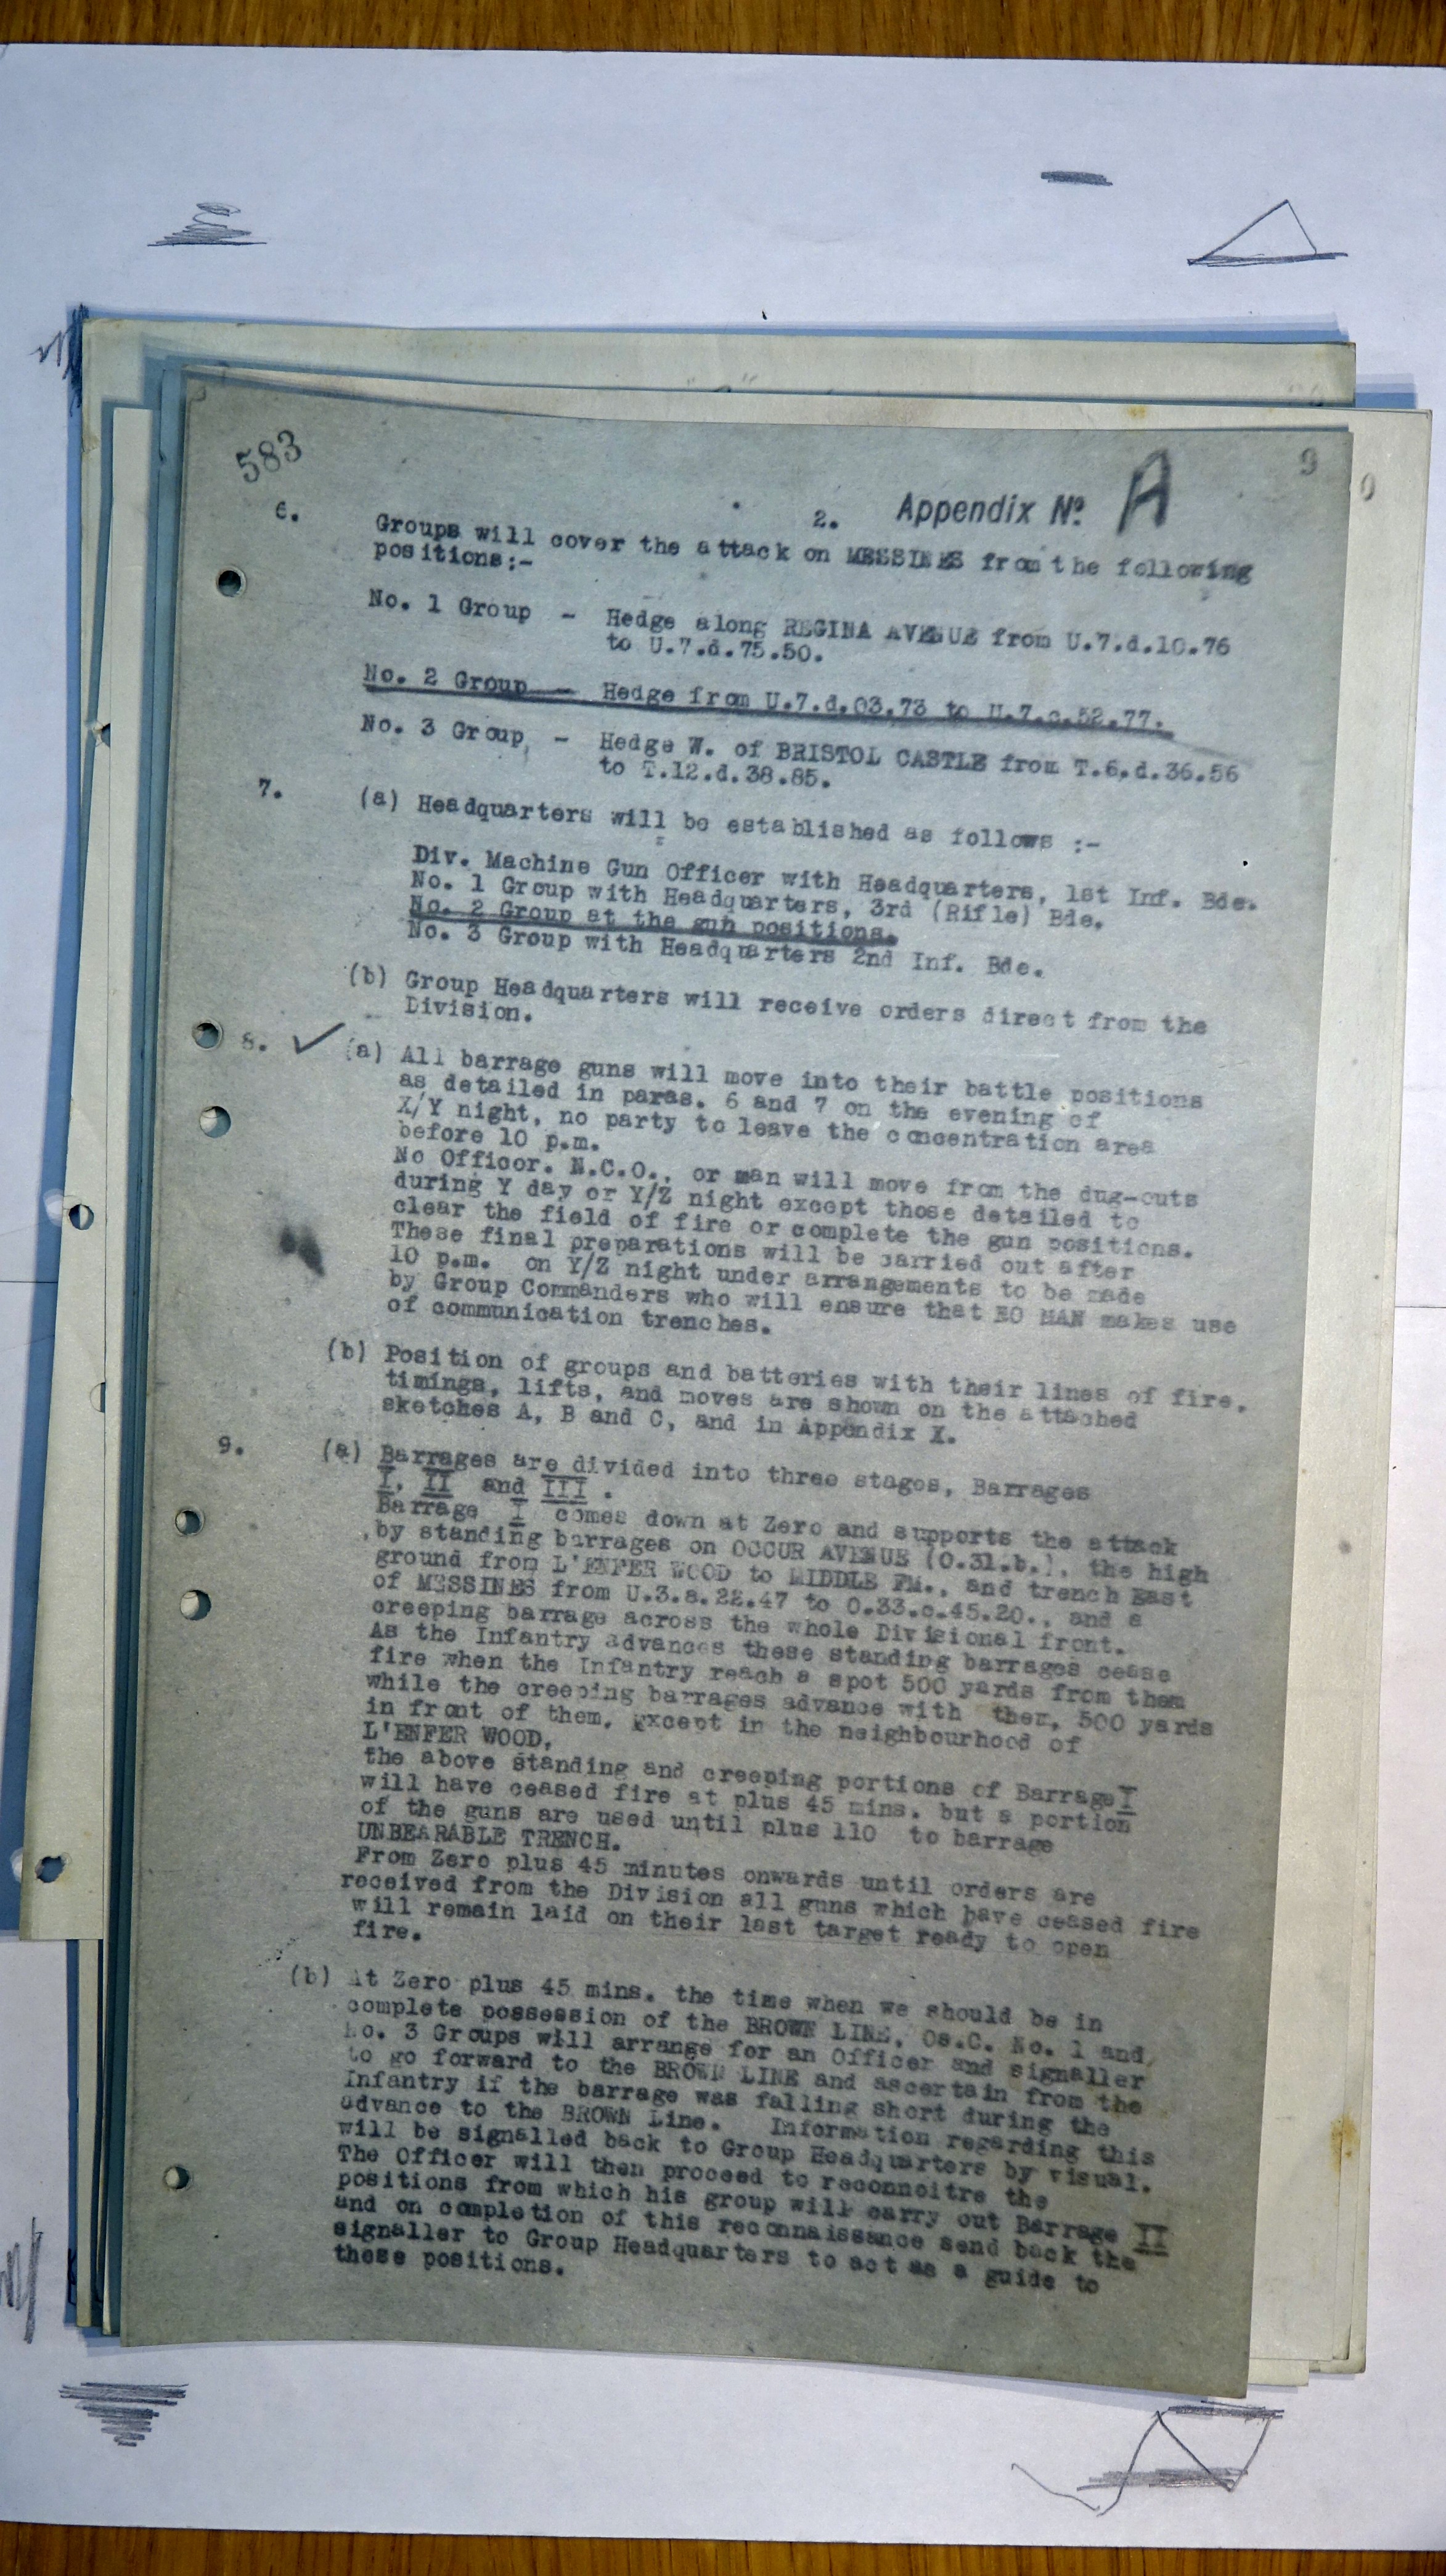 583
9
0
2. Appendix Nº. A
6. Groups will cover the attack on MESSINES from the following
positions:-
No. 1 Group - Hedge along REGINA AVENUE from U.7.d.10.76
to U.7.d.75.50.
No. 2 Group - Hedge from U.7.d.03.73 to U.7.c.52.77.
No. 3 Group - Hedge W. of BRISTOL CASTLE from T.6.d.36.56
to T.12.d.38.85.
7. (a) Headquarters will be established as follows :-
Div. Machine Gun Officer with Headquarters, 1st Inf. Bde.
No. 1 Group with Headquarters, 3rd (Rifle) Bde.
No. 2 Group at the gun positions.
No. 3 Group with Headquarters 2nd Inf. Bde.
(b) Group Headquarters will receive orders direct from the
Division.
8. ✓ (a) All barrage guns will move into their battle positions
as detailed in paras. 6 and 7 on the evening of
X/Y night, no party to leave the concentration area
before 10 p.m.
No Officor. N.C.O., or man will move from the dug-outs
during Y day or Y/Z night except those detailed to
clear the field of fire or complete the gun positions.
These final preparations will be carried out after
10 p.m. on Y/Z night under arrangements to be made
by Group Commanders who will ensure that NO MAN makes use
of communication trenches.
(b) Position of groups and batteries with their lines of fire,
timings, lifts, and moves are shown on the attached
sketches A, B and C, and in Appendix X.
9. (a) Barrages are divided into three stages, Barrages
I, II and III .
Barrage I comes down at Zero and supports the attack
by standing barrages on OCCUR AVENUE (O.31.b.), the high
ground from L'ENFER WOOD to MIDDLE FM., and trench East
of MESSINES from U.3.a.22.47 to O.33.c.45.20., and a
creeping barrage across the whole Divisional front.
As the Infantry advances these standing barrages cease
fire when the Infantry reach a spot 500 yards from them
while the creeping barrages advance with them, 500 yards
in front of them, except in the neighbourhood of
L'ENFER WOOD,
the above standing and creeping portions of Barrage I
will have ceased fire at plus 45 mins. but a portion
of the guns are used until plus 110 to barrage
UNBEARABLE TRENCH.
From Zero plus 45 minutes onwards until orders are
received from the Division all guns which have ceased fire
will remain laid on their last target ready to open
fire.
(b) At Zero plus 45 mins. the time when we should be in
complete possession of the BROWN LINE, Os.C. No. 1 and
No. 3 Groups will arrange for an Officer and signaller
to go forward to the BROWN LINE and ascertain from the
Infantry if the barrage was falling short during the
advance to the BROWN Line. Information regarding this
will be signalled back to Group Headquarters by visual.
The Officer will then proceed to reconnoitre the
positions from which his group will carry out Barrage II
and on completion of this reconnaissance send back the
signaller to Group Headquarters to act as a guide to
these positions.